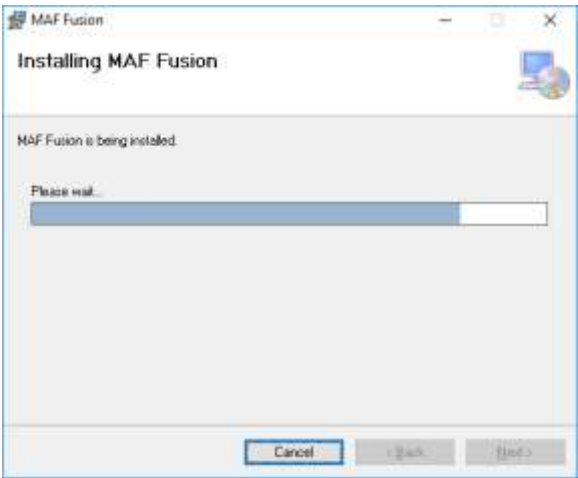 MAF Fusion
Installing MAF Fusion
MAF Fusion is being installed.
Please wait...
Cancel
< Back
Next >